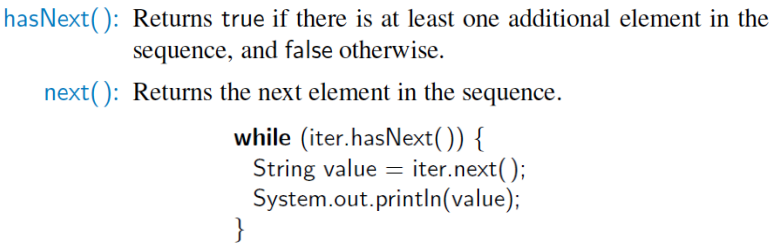 hasNext( ): Returns true if there is at least one additional element in the
sequence, and false otherwise.
next( ): Returns the next element in the sequence.
while (iter.hasNext( )) {
String value = iter.next( );
System.out.println(value);
}